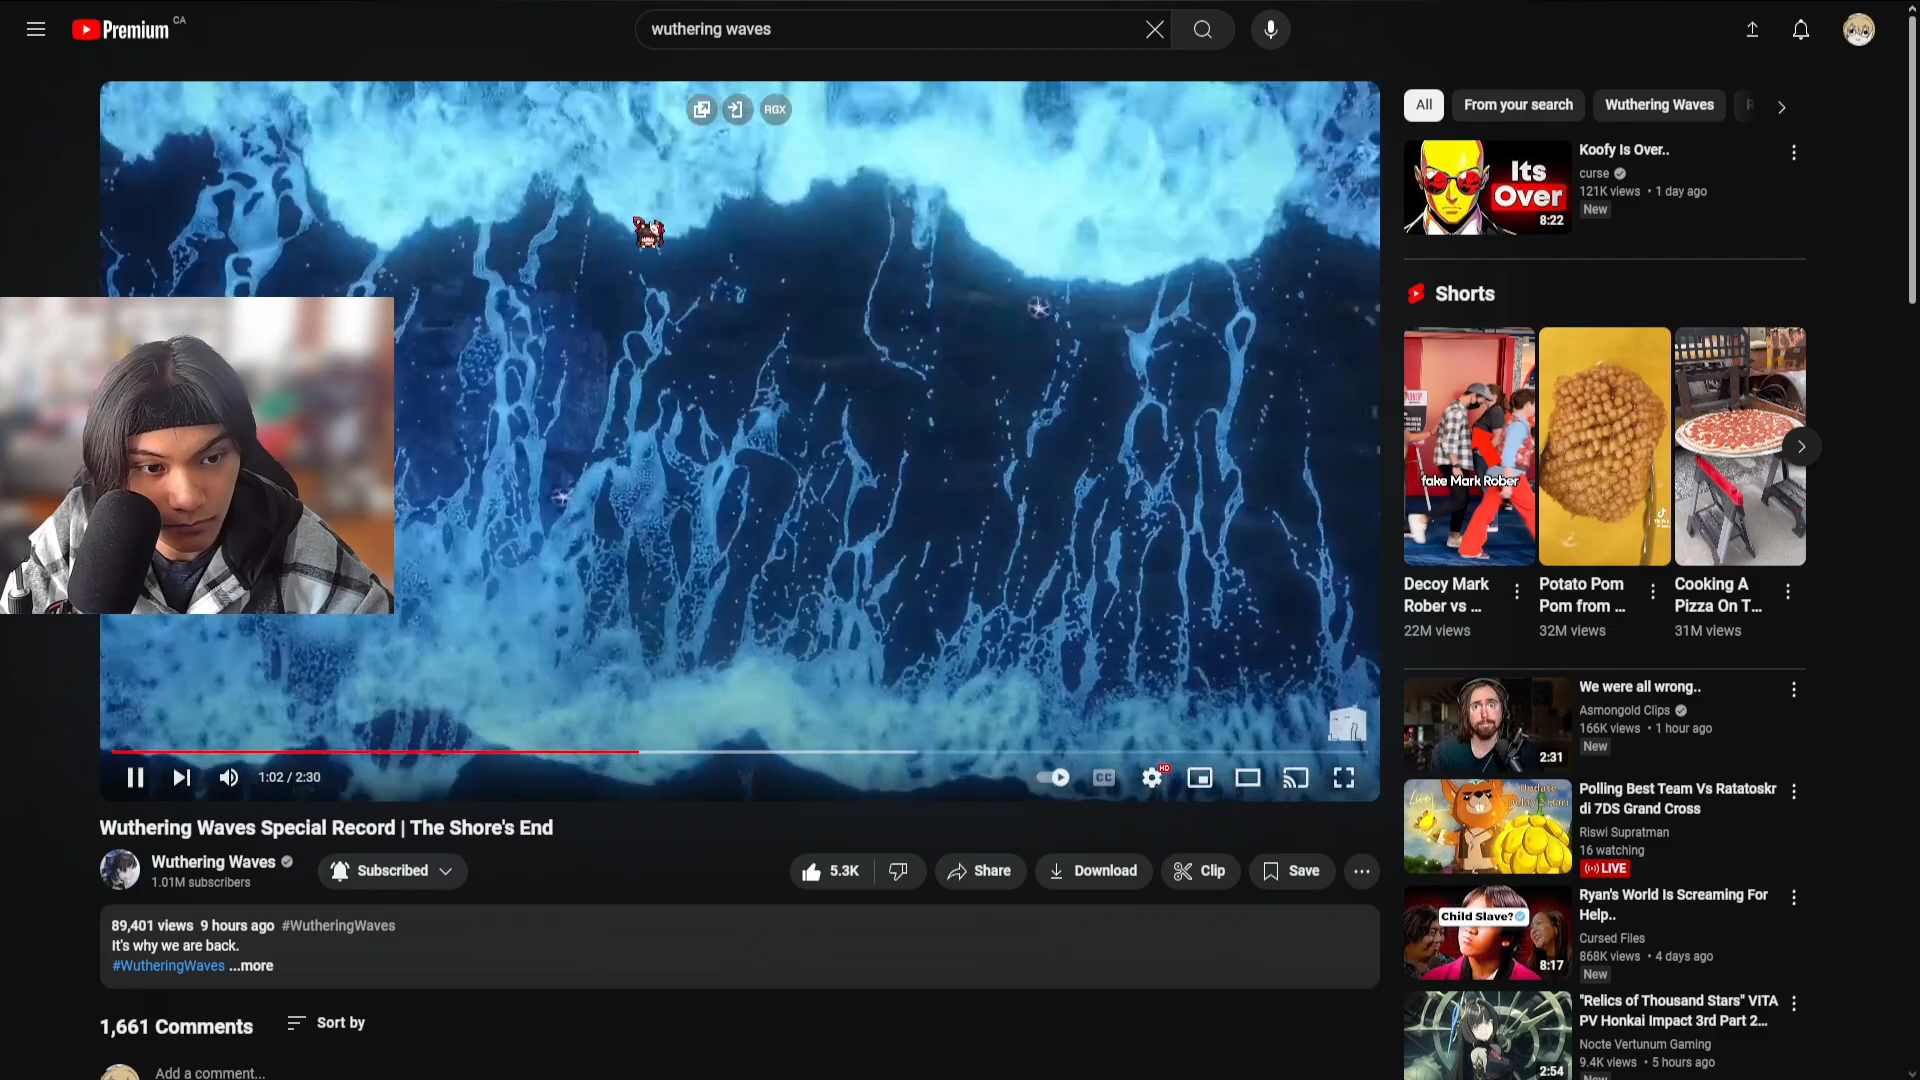 Premium CA
wuthering waves
RGX
All
From your search
Wuthering Waves
Its
Over
8:22
Koofy Is Over..
curse
121K views • 1 day ago
New
Shorts
fake Mark Rober
Decoy Mark
Rober vs ...
22M views
Potato Pom
Pom from ...
32M views
Cooking A
Pizza On T...
31M views
2:31
We were all wrong..
Asmongold Clips
166K views • 1 hour ago
New
Polling Best Team Vs Ratatoskr
di 7DS Grand Cross
Riswi Supratman
16 watching
LIVE
Child Slave?
8:17
Ryan's World Is Screaming For
Help..
Cursed Files
868K views • 4 days ago
New
2:54
"Relics of Thousand Stars" VITA
PV Honkai Impact 3rd Part 2...
Nocte Vertunum Gaming
9.4K views • 5 hours ago
New
1:02 / 2:30
CC
HD
Wuthering Waves Special Record | The Shore's End
Wuthering Waves
1.01M subscribers
Subscribed
5.3K
Share
Download
Clip
Save
89,401 views 9 hours ago #WutheringWaves
It's why we are back.
#WutheringWaves ...more
1,661 Comments
Sort by
Add a comment...